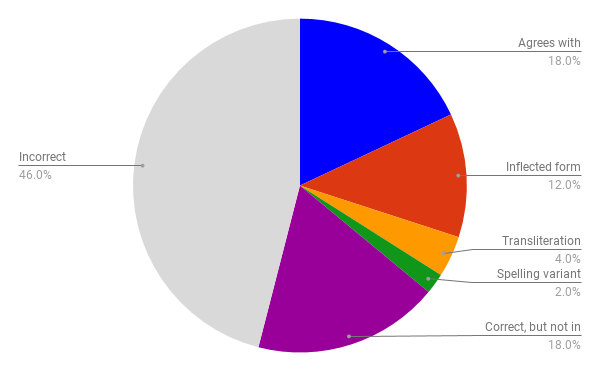 Agrees with
18.0%
Inflected form
12.0%
Transliteration
4.0%
Spelling variant
2.0%
Correct, but not in
18.0%
Incorrect
46.0%